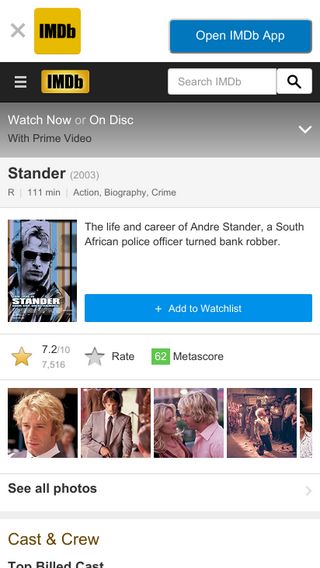 IMDb
Open IMDb App
IMDb
Search IMDb
Watch Now or On Disc
With Prime Video
Stander (2003)
R | 111 min | Action, Biography, Crime
The life and career of Andre Stander, a South
African police officer turned bank robber.
STANDER
+ Add to Watchlist
7.2/10
7,516
Rate
62 Metascore
See all photos
Cast & Crew
Top Billed Cast